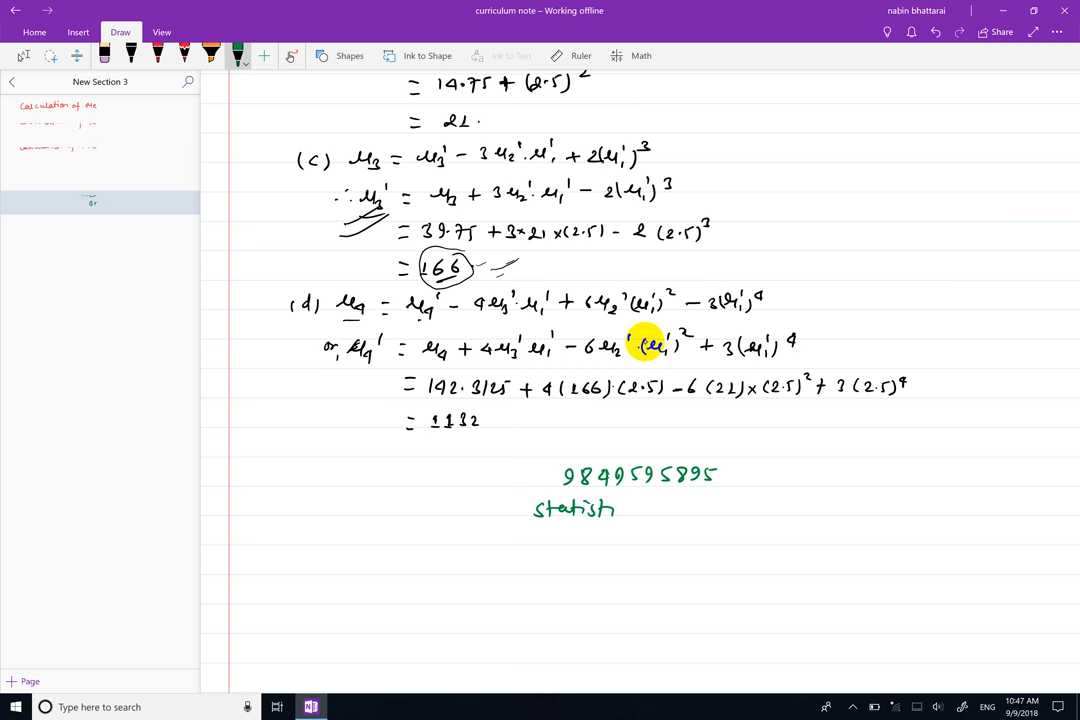 curriculum note – Working offline
nabin bhattarai
Home Insert Draw View
Share
Shapes Ink to Shape Ink to Text Ruler Math
New Section 3
Calculation of Me
= 14.75 + (2.5)²
= 21.
(c) μ₃ = μ₃' − 3μ₂'.μ₁' + 2(μ₁')³
∴ μ₃' = μ₃ + 3μ₂'.μ₁' − 2(μ₁')³
= 39.75 + 3×21×(2.5) − 2 (2.5)³
= 166
(d) μ₄ = μ₄' − 4μ₃'.μ₁' + 6μ₂'(μ₁')² − 3(μ₁')⁴
or, μ₄' = μ₄ + 4μ₃'μ₁' − 6μ₂'.(μ₁')² + 3(μ₁')⁴
= 142.3125 + 4(166).(2.5) − 6(21)×(2.5)² + 3(2.5)⁴
= 1132
9849595895
statisti
Page
Type here to search
ENG
10:47 AM
9/9/2018